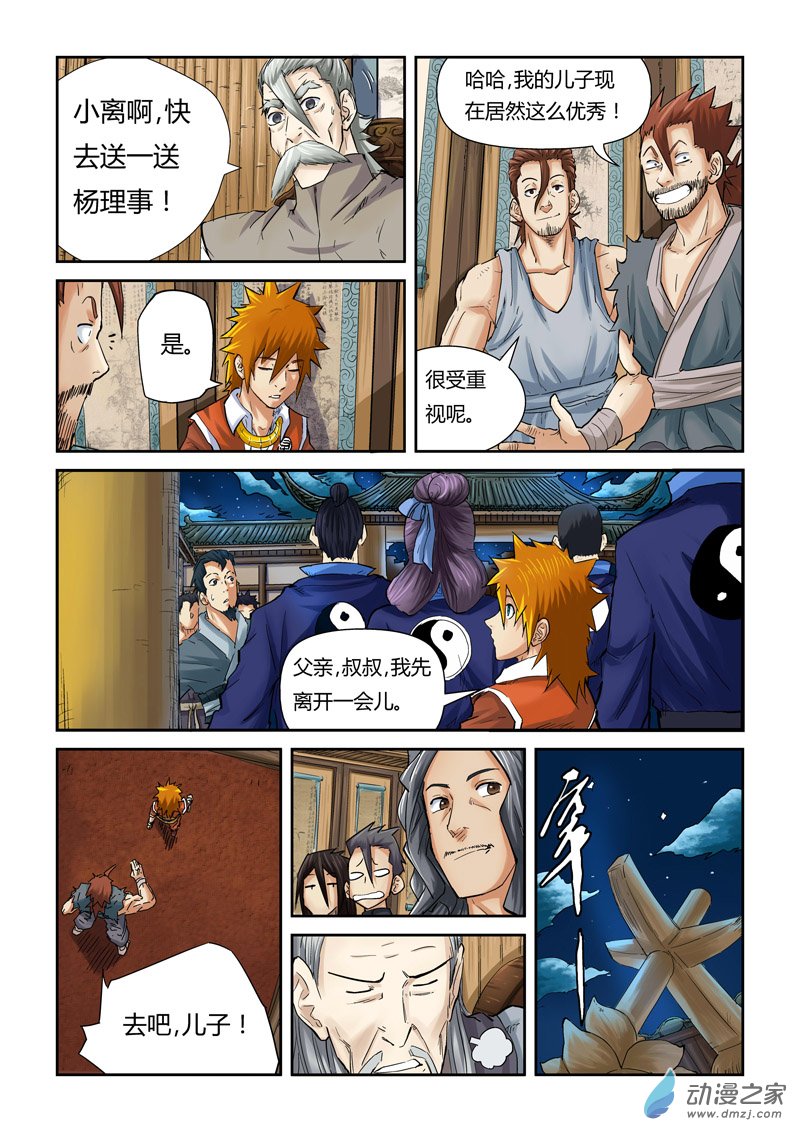 小离啊，快
去送一送
杨理事！
哈哈，我的儿子现
在居然这么优秀！
很受重
视呢。
是。
父亲，叔叔，我先
离开一会儿。
去吧，儿子！
动漫之家
www.dmzj.com